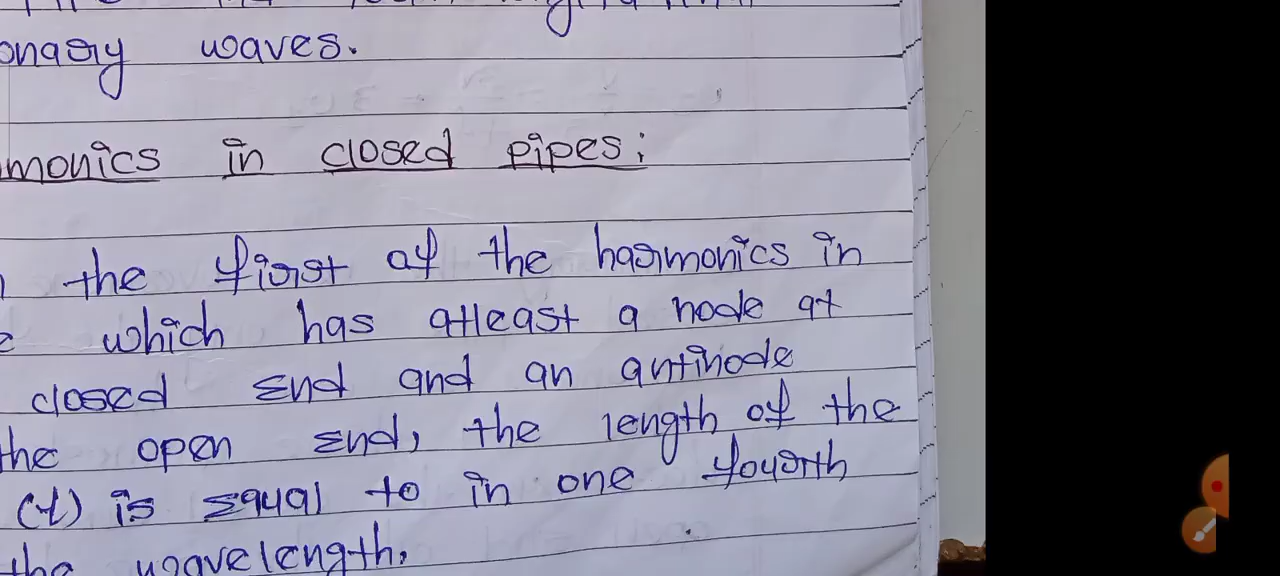 onary waves.
monics in closed pipes:
the first of the harmonics in
which has atleast a node at
closed end and an antinode
the open end, the length of the
(l) is equal to in one fourth
the wavelength.